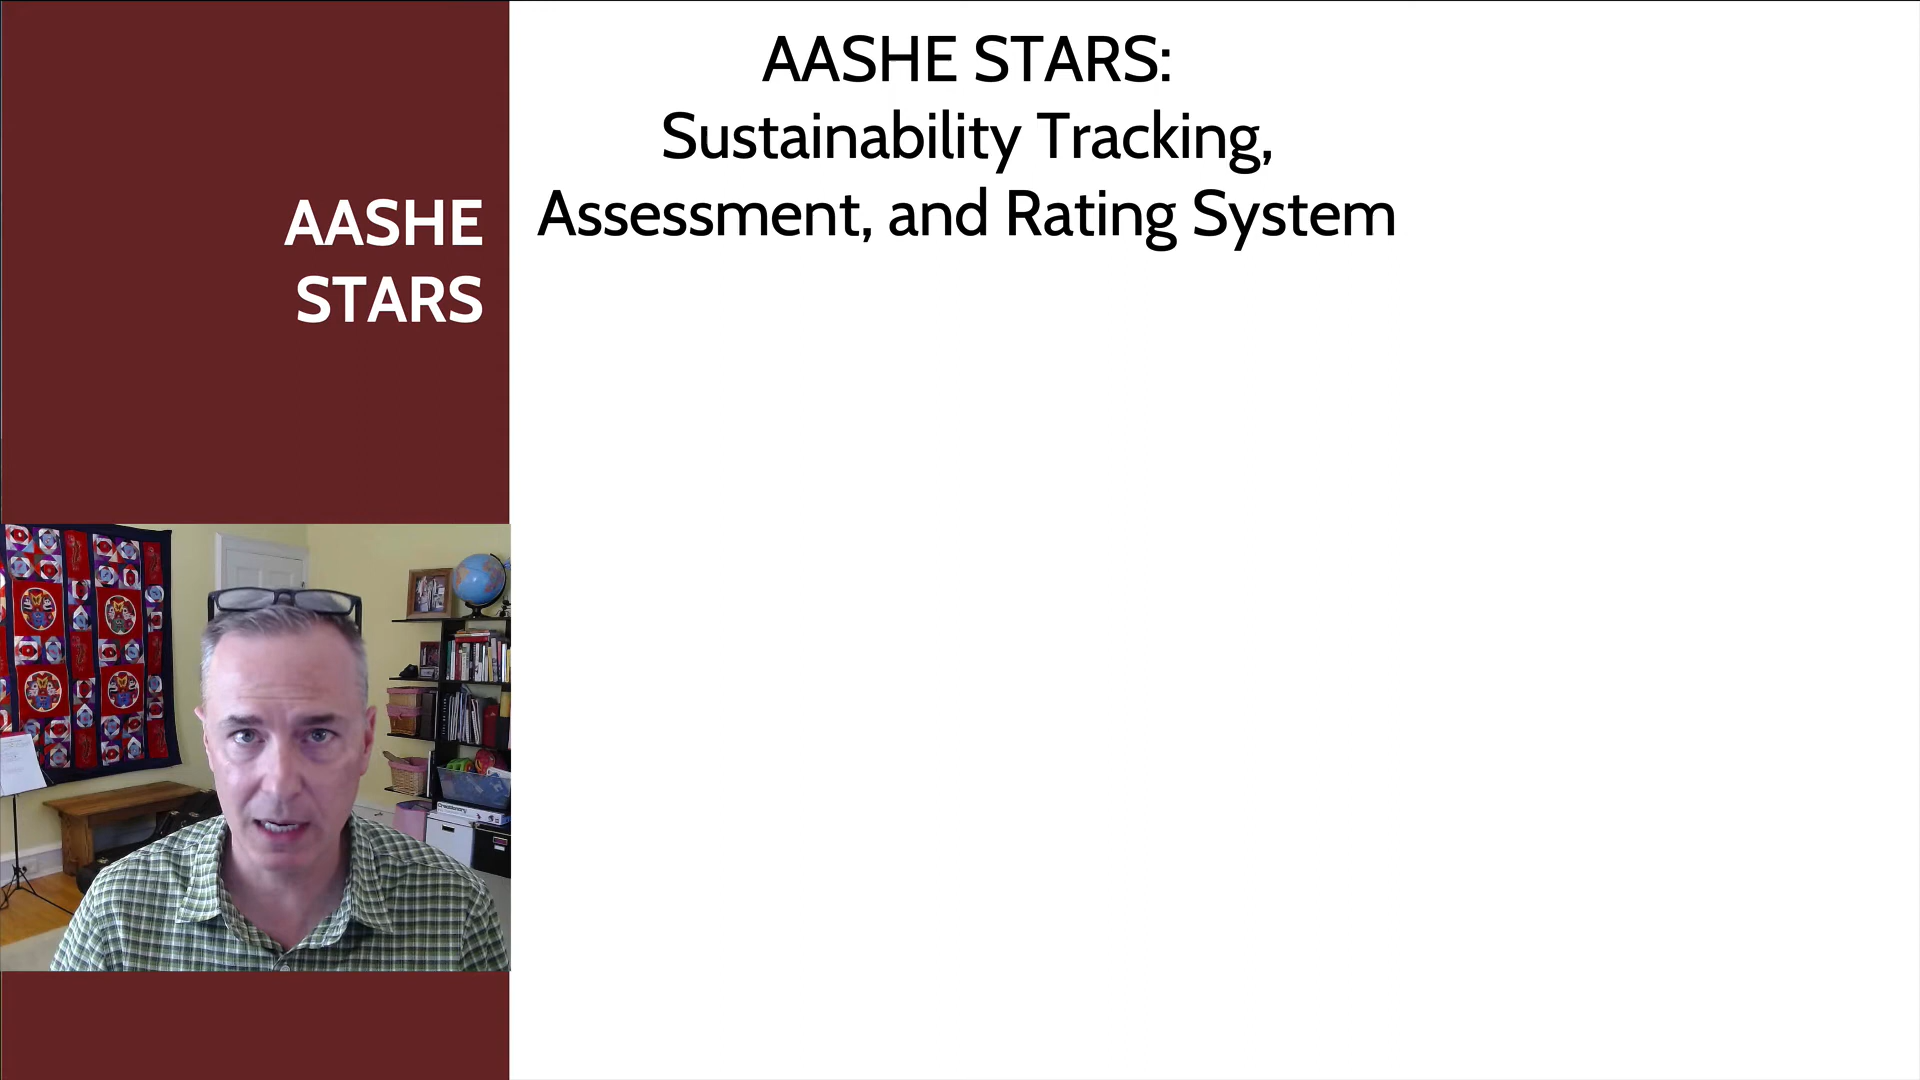 AASHE STARS:
Sustainability Tracking,
Assessment, and Rating System
AASHE
STARS